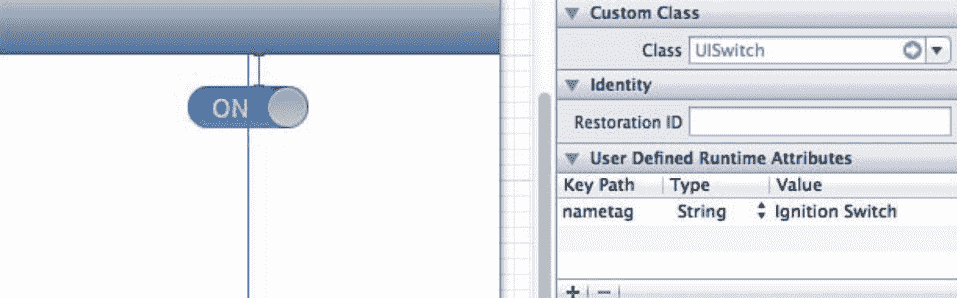 ON
Custom Class
Class UISwitch
Identity
Restoration ID
User Defined Runtime Attributes
Key Path Type Value
nametag String Ignition Switch